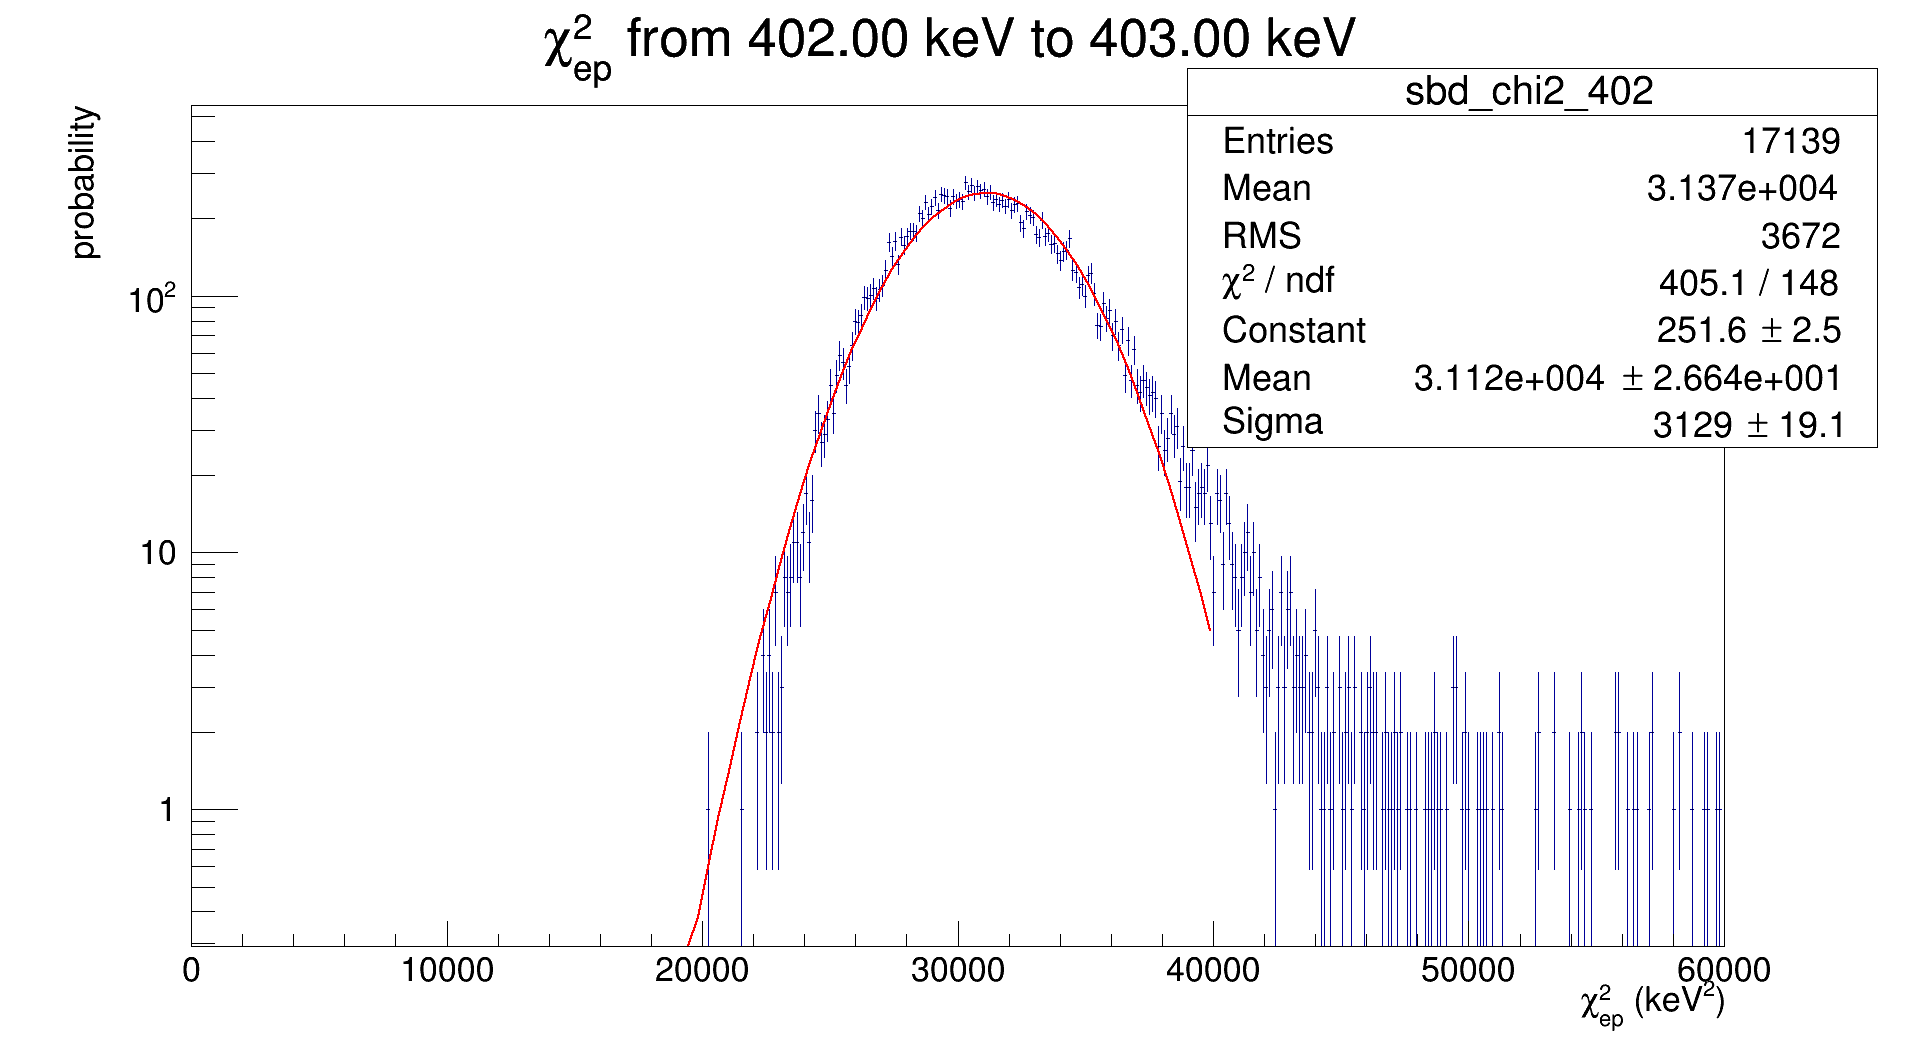 χ²ep from 402.00 keV to 403.00 keV
probability
sbd_chi2_402
Entries 17139
Mean 3.137e+004
RMS 3672
χ² / ndf 405.1 / 148
Constant 251.6 ± 2.5
Mean 3.112e+004 ± 2.664e+001
Sigma 3129 ± 19.1
10²
10
1
0 10000 20000 30000 40000 50000 60000
χ²ep (keV²)